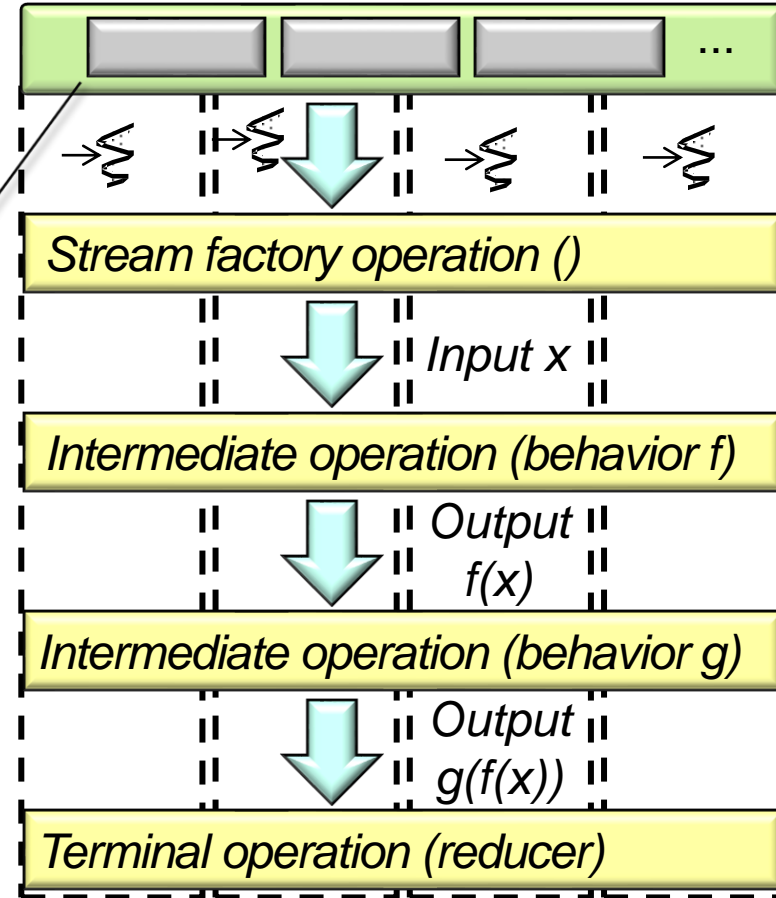 ...
Stream factory operation ()
Input x
Intermediate operation (behavior f)
Output
f(x)
Intermediate operation (behavior g)
Output
g(f(x))
Terminal operation (reducer)